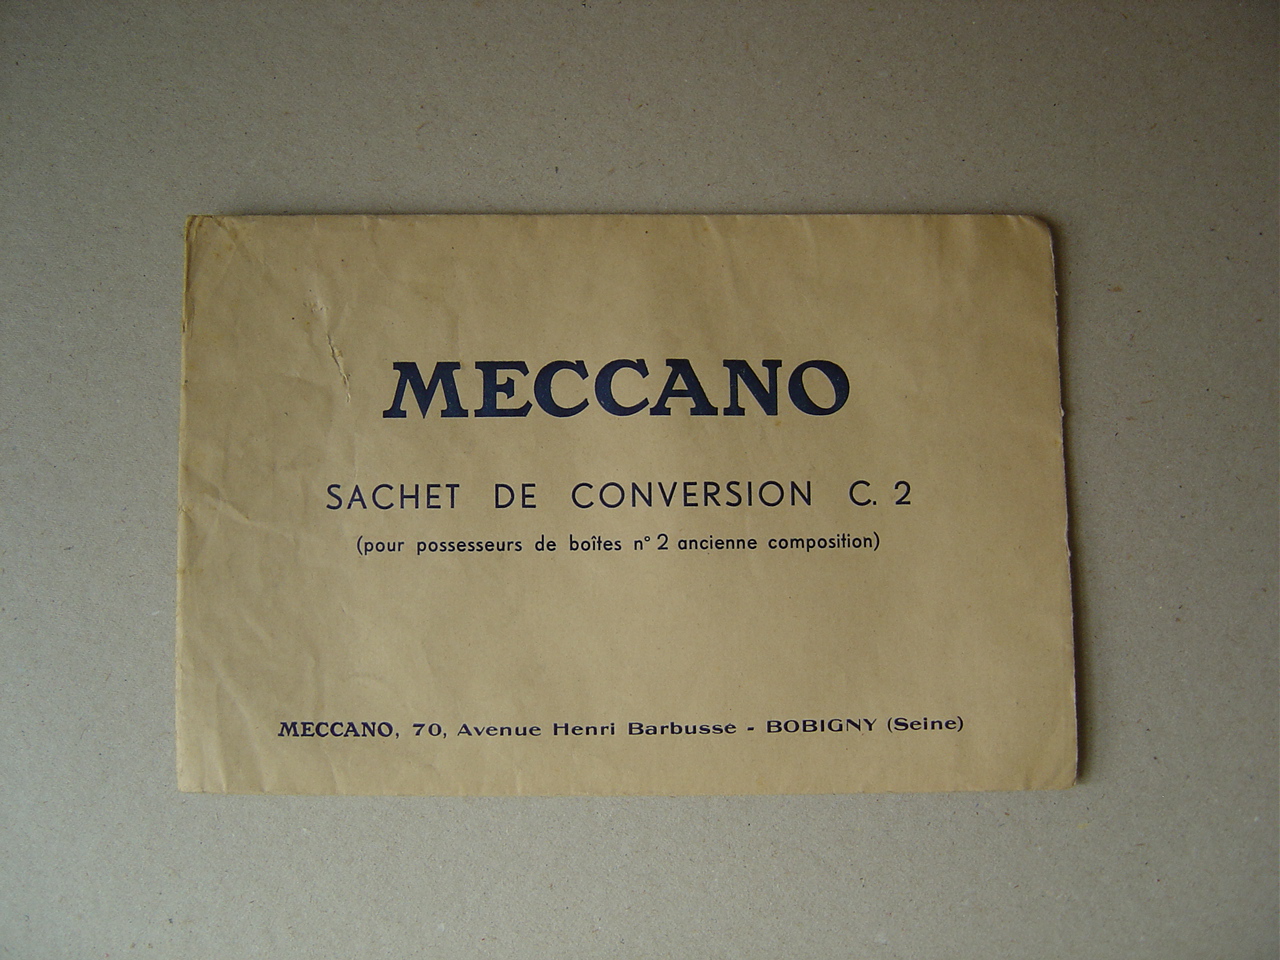 MECCANO
SACHET DE CONVERSION C. 2
(pour possesseurs de boîtes n° 2 ancienne composition)
MECCANO, 70, Avenue Henri Barbusse - BOBIGNY (Seine)